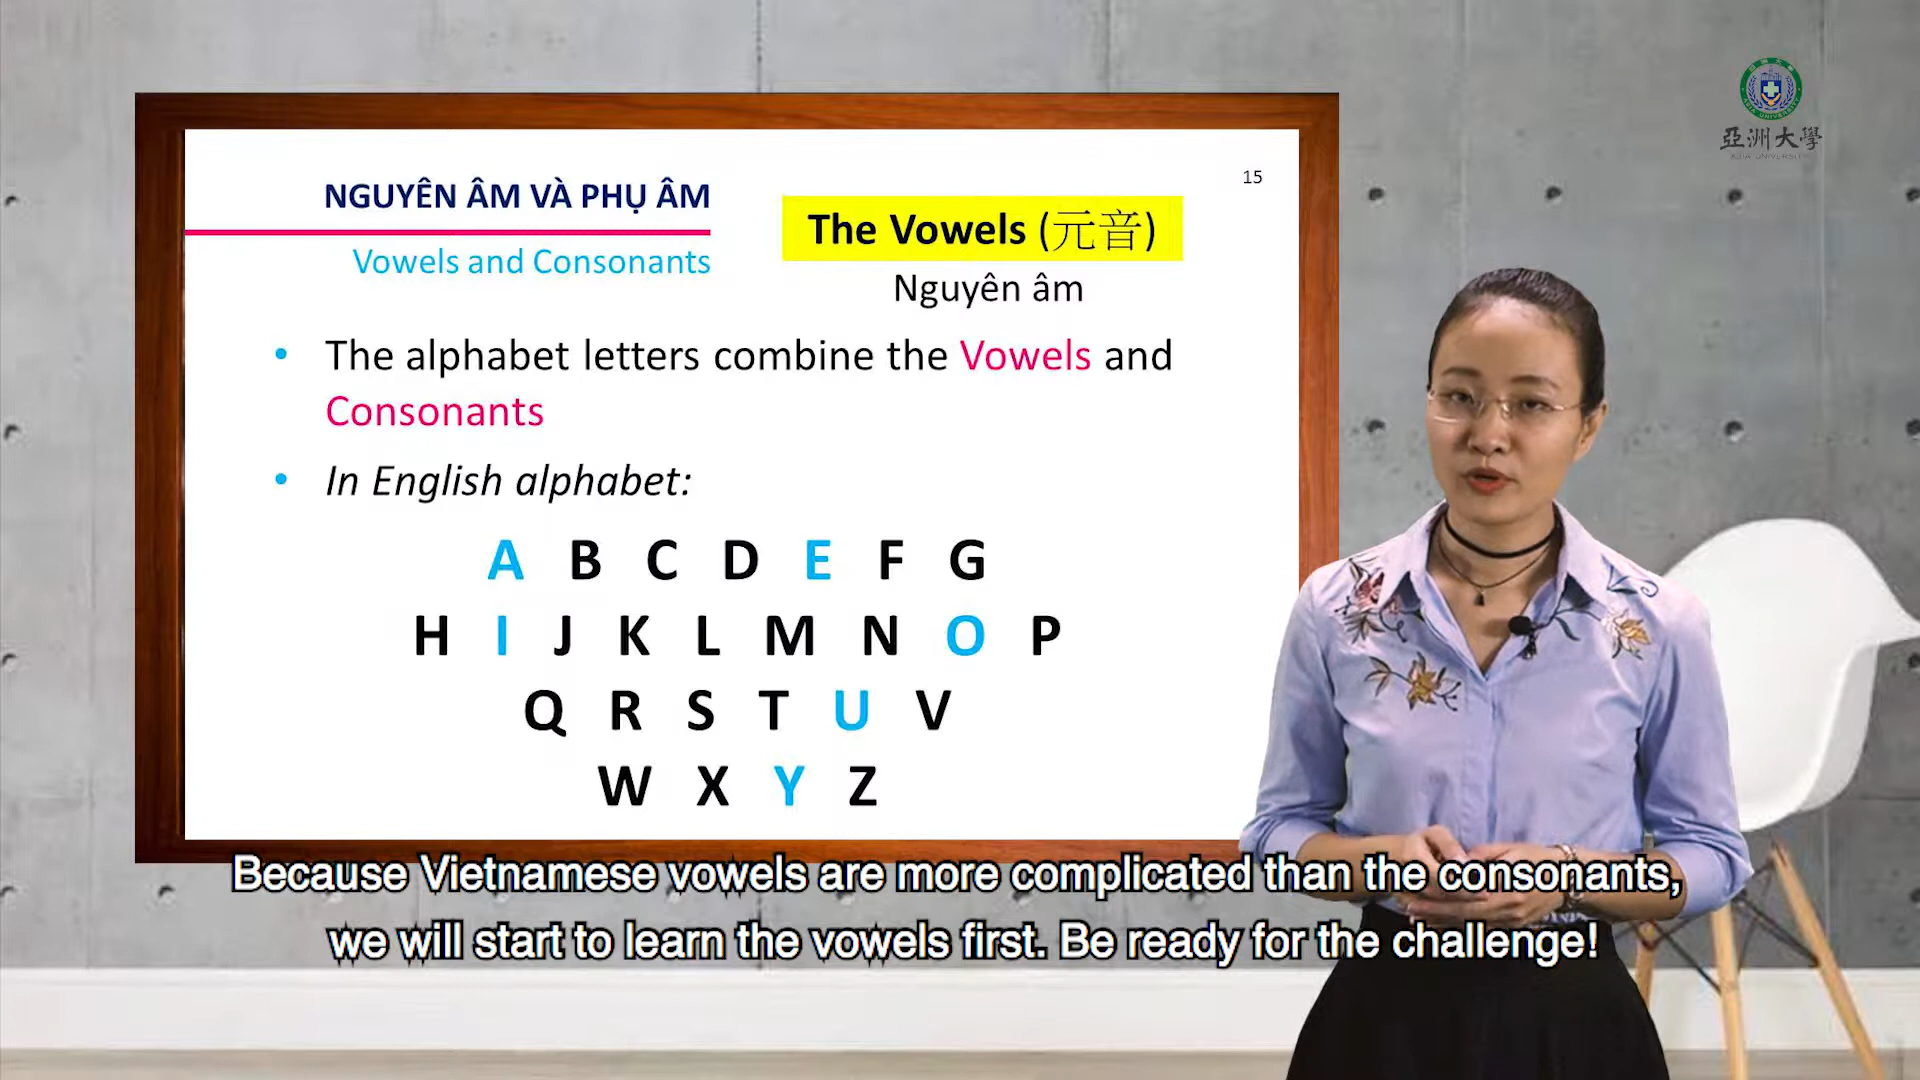 亞洲大學
ASIA UNIVERSITY
15
NGUYÊN ÂM VÀ PHỤ ÂM
Vowels and Consonants
The Vowels (元音)
Nguyên âm
• The alphabet letters combine the Vowels and
Consonants
• In English alphabet:
A B C D E F G
H I J K L M N O P
Q R S T U V
W X Y Z
Because Vietnamese vowels are more complicated than the consonants,
we will start to learn the vowels first. Be ready for the challenge!